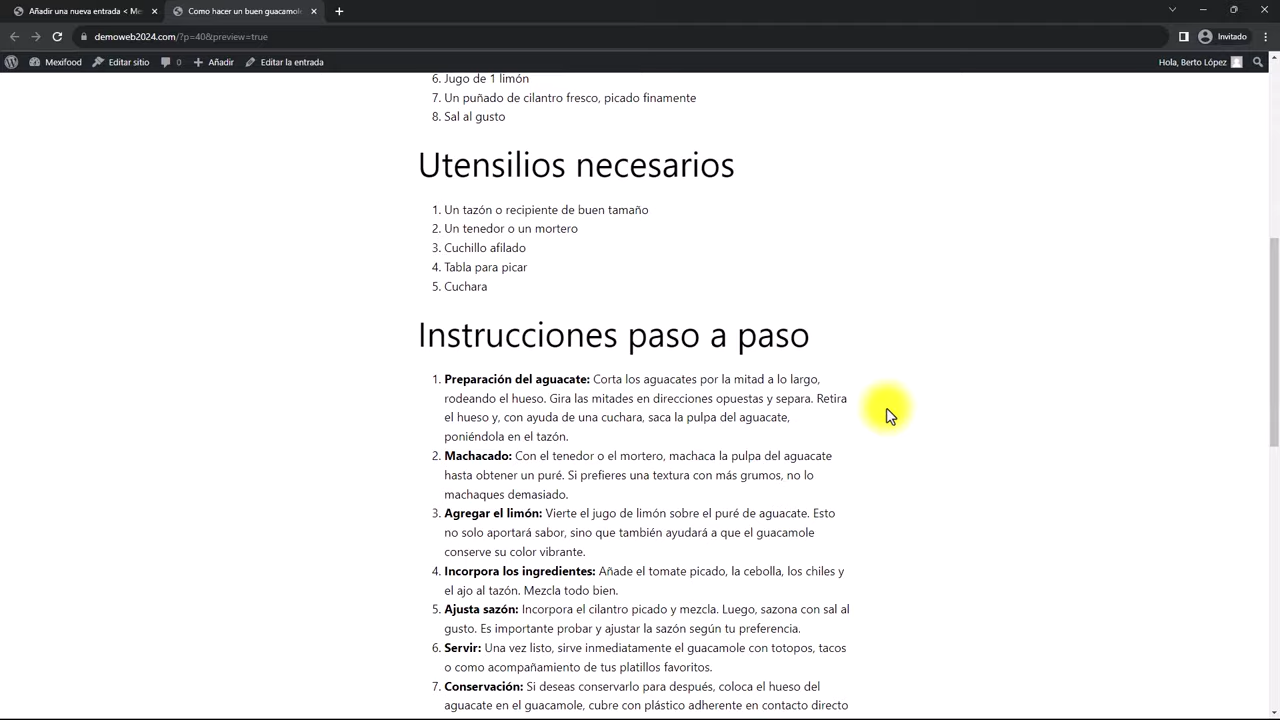 Añadir una nueva entrada < Me
Como hacer un buen guacamole
demoweb2024.com/?p=40&preview=true
Invitado
Mexifood
Editar sitio
0
Añadir
Editar la entrada
Hola, Berto López
6. Jugo de 1 limón
7. Un puñado de cilantro fresco, picado finamente
8. Sal al gusto
Utensilios necesarios
1. Un tazón o recipiente de buen tamaño
2. Un tenedor o un mortero
3. Cuchillo afilado
4. Tabla para picar
5. Cuchara
Instrucciones paso a paso
1. Preparación del aguacate: Corta los aguacates por la mitad a lo largo,
rodeando el hueso. Gira las mitades en direcciones opuestas y separa. Retira
el hueso y, con ayuda de una cuchara, saca la pulpa del aguacate,
poniéndola en el tazón.
2. Machacado: Con el tenedor o el mortero, machaca la pulpa del aguacate
hasta obtener un puré. Si prefieres una textura con más grumos, no lo
machaques demasiado.
3. Agregar el limón: Vierte el jugo de limón sobre el puré de aguacate. Esto
no solo aportará sabor, sino que también ayudará a que el guacamole
conserve su color vibrante.
4. Incorpora los ingredientes: Añade el tomate picado, la cebolla, los chiles y
el ajo al tazón. Mezcla todo bien.
5. Ajusta sazón: Incorpora el cilantro picado y mezcla. Luego, sazona con sal al
gusto. Es importante probar y ajustar la sazón según tu preferencia.
6. Servir: Una vez listo, sirve inmediatamente el guacamole con totopos, tacos
o como acompañamiento de tus platillos favoritos.
7. Conservación: Si deseas conservarlo para después, coloca el hueso del
aguacate en el guacamole, cubre con plástico adherente en contacto directo